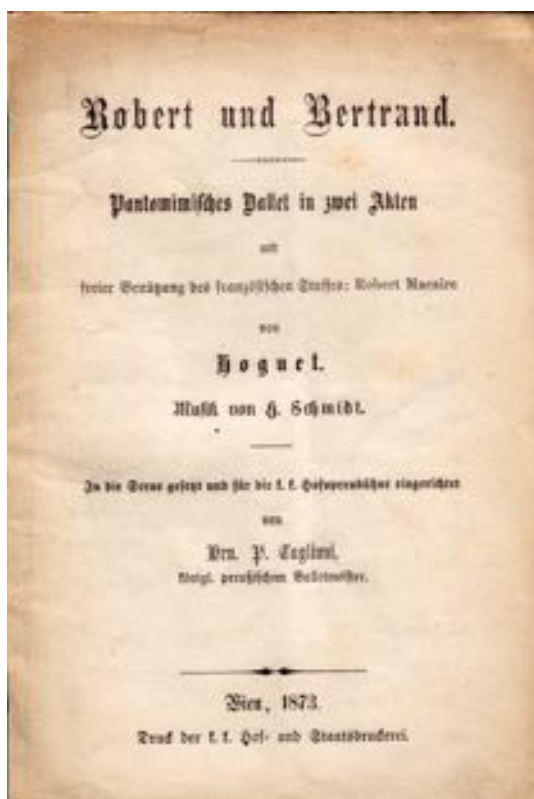 Robert und Bertrand.
Pantomimisches Ballet in zwei Akten
mit
freier Benützung des französischen Stoffes: Robert Macaire
von
Hoguet.
Musik von H. Schmidt.
In die Scene gesetzt und für die k. k. Hofopernbühne eingerichtet
von
Hrn. P. Taglioni,
königl. preußischem Balletmeister.
Wien, 1873.
Druck der k. k. Hof- und Staatsdruckerei.